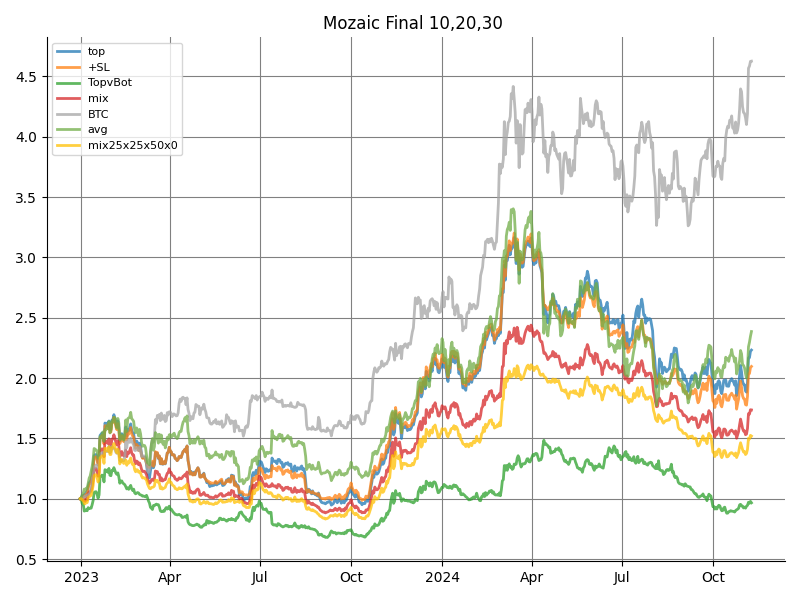 Mozaic Final 10,20,30
top
+SL
TopvBot
mix
BTC
avg
mix25x25x50x0
4.5
4.0
3.5
3.0
2.5
2.0
1.5
1.0
0.5
2023 Apr Jul Oct 2024 Apr Jul Oct